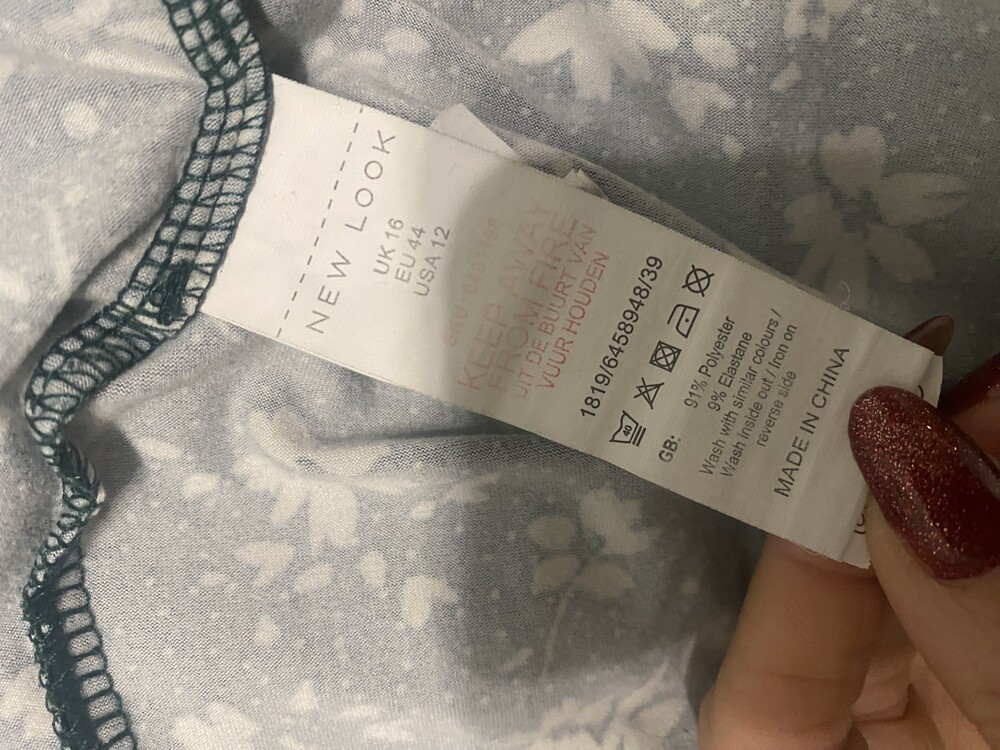 NEW LOOK
UK 16
EU 44
USA 12
KEEP AWAY
FROM FIRE
UIT DE BUURT VAN
VUUR HOUDEN
1819/6458948/39
40
GB:
91% Polyester
9% Elastane
Wash with similar colours /
Wash inside out / Iron on
reverse side
MADE IN CHINA